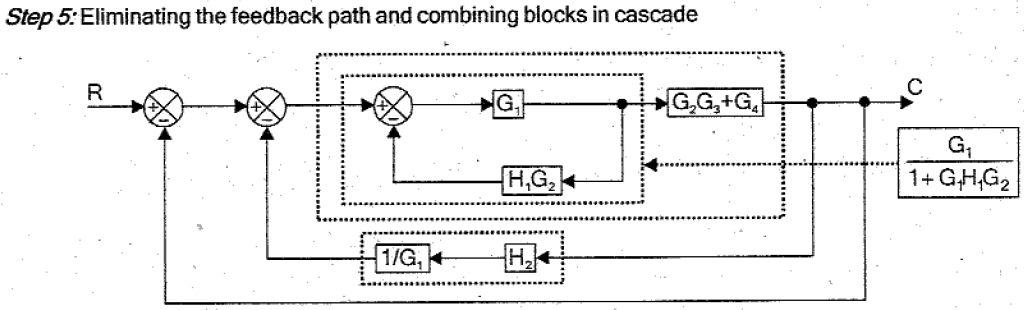 Step 5: Eliminating the feedback path and combining blocks in cascade
R
+
−
+
−
+
−
G₁
G₂G₃+G₄
C
H₁G₂
G₁
1+ G₁H₁G₂
1/G₁
H₂